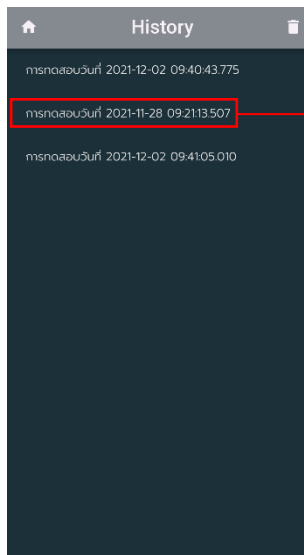 History
การทดสอบวันที่ 2021-12-02 09:40:43.775
การทดสอบวันที่ 2021-11-28 09:21:13.507
การทดสอบวันที่ 2021-12-02 09:41:05.010